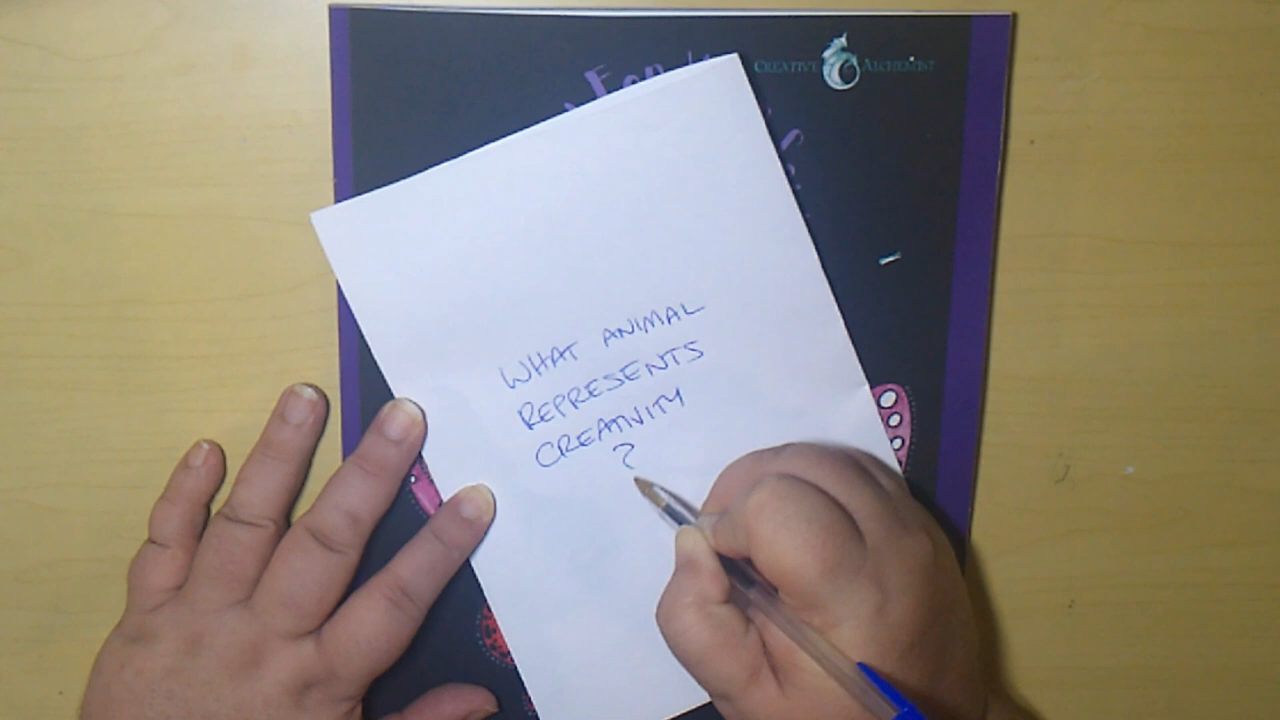 CREATIVE ALCHEMIST
WHAT ANIMAL
REPRESENTS
CREATIVITY
?